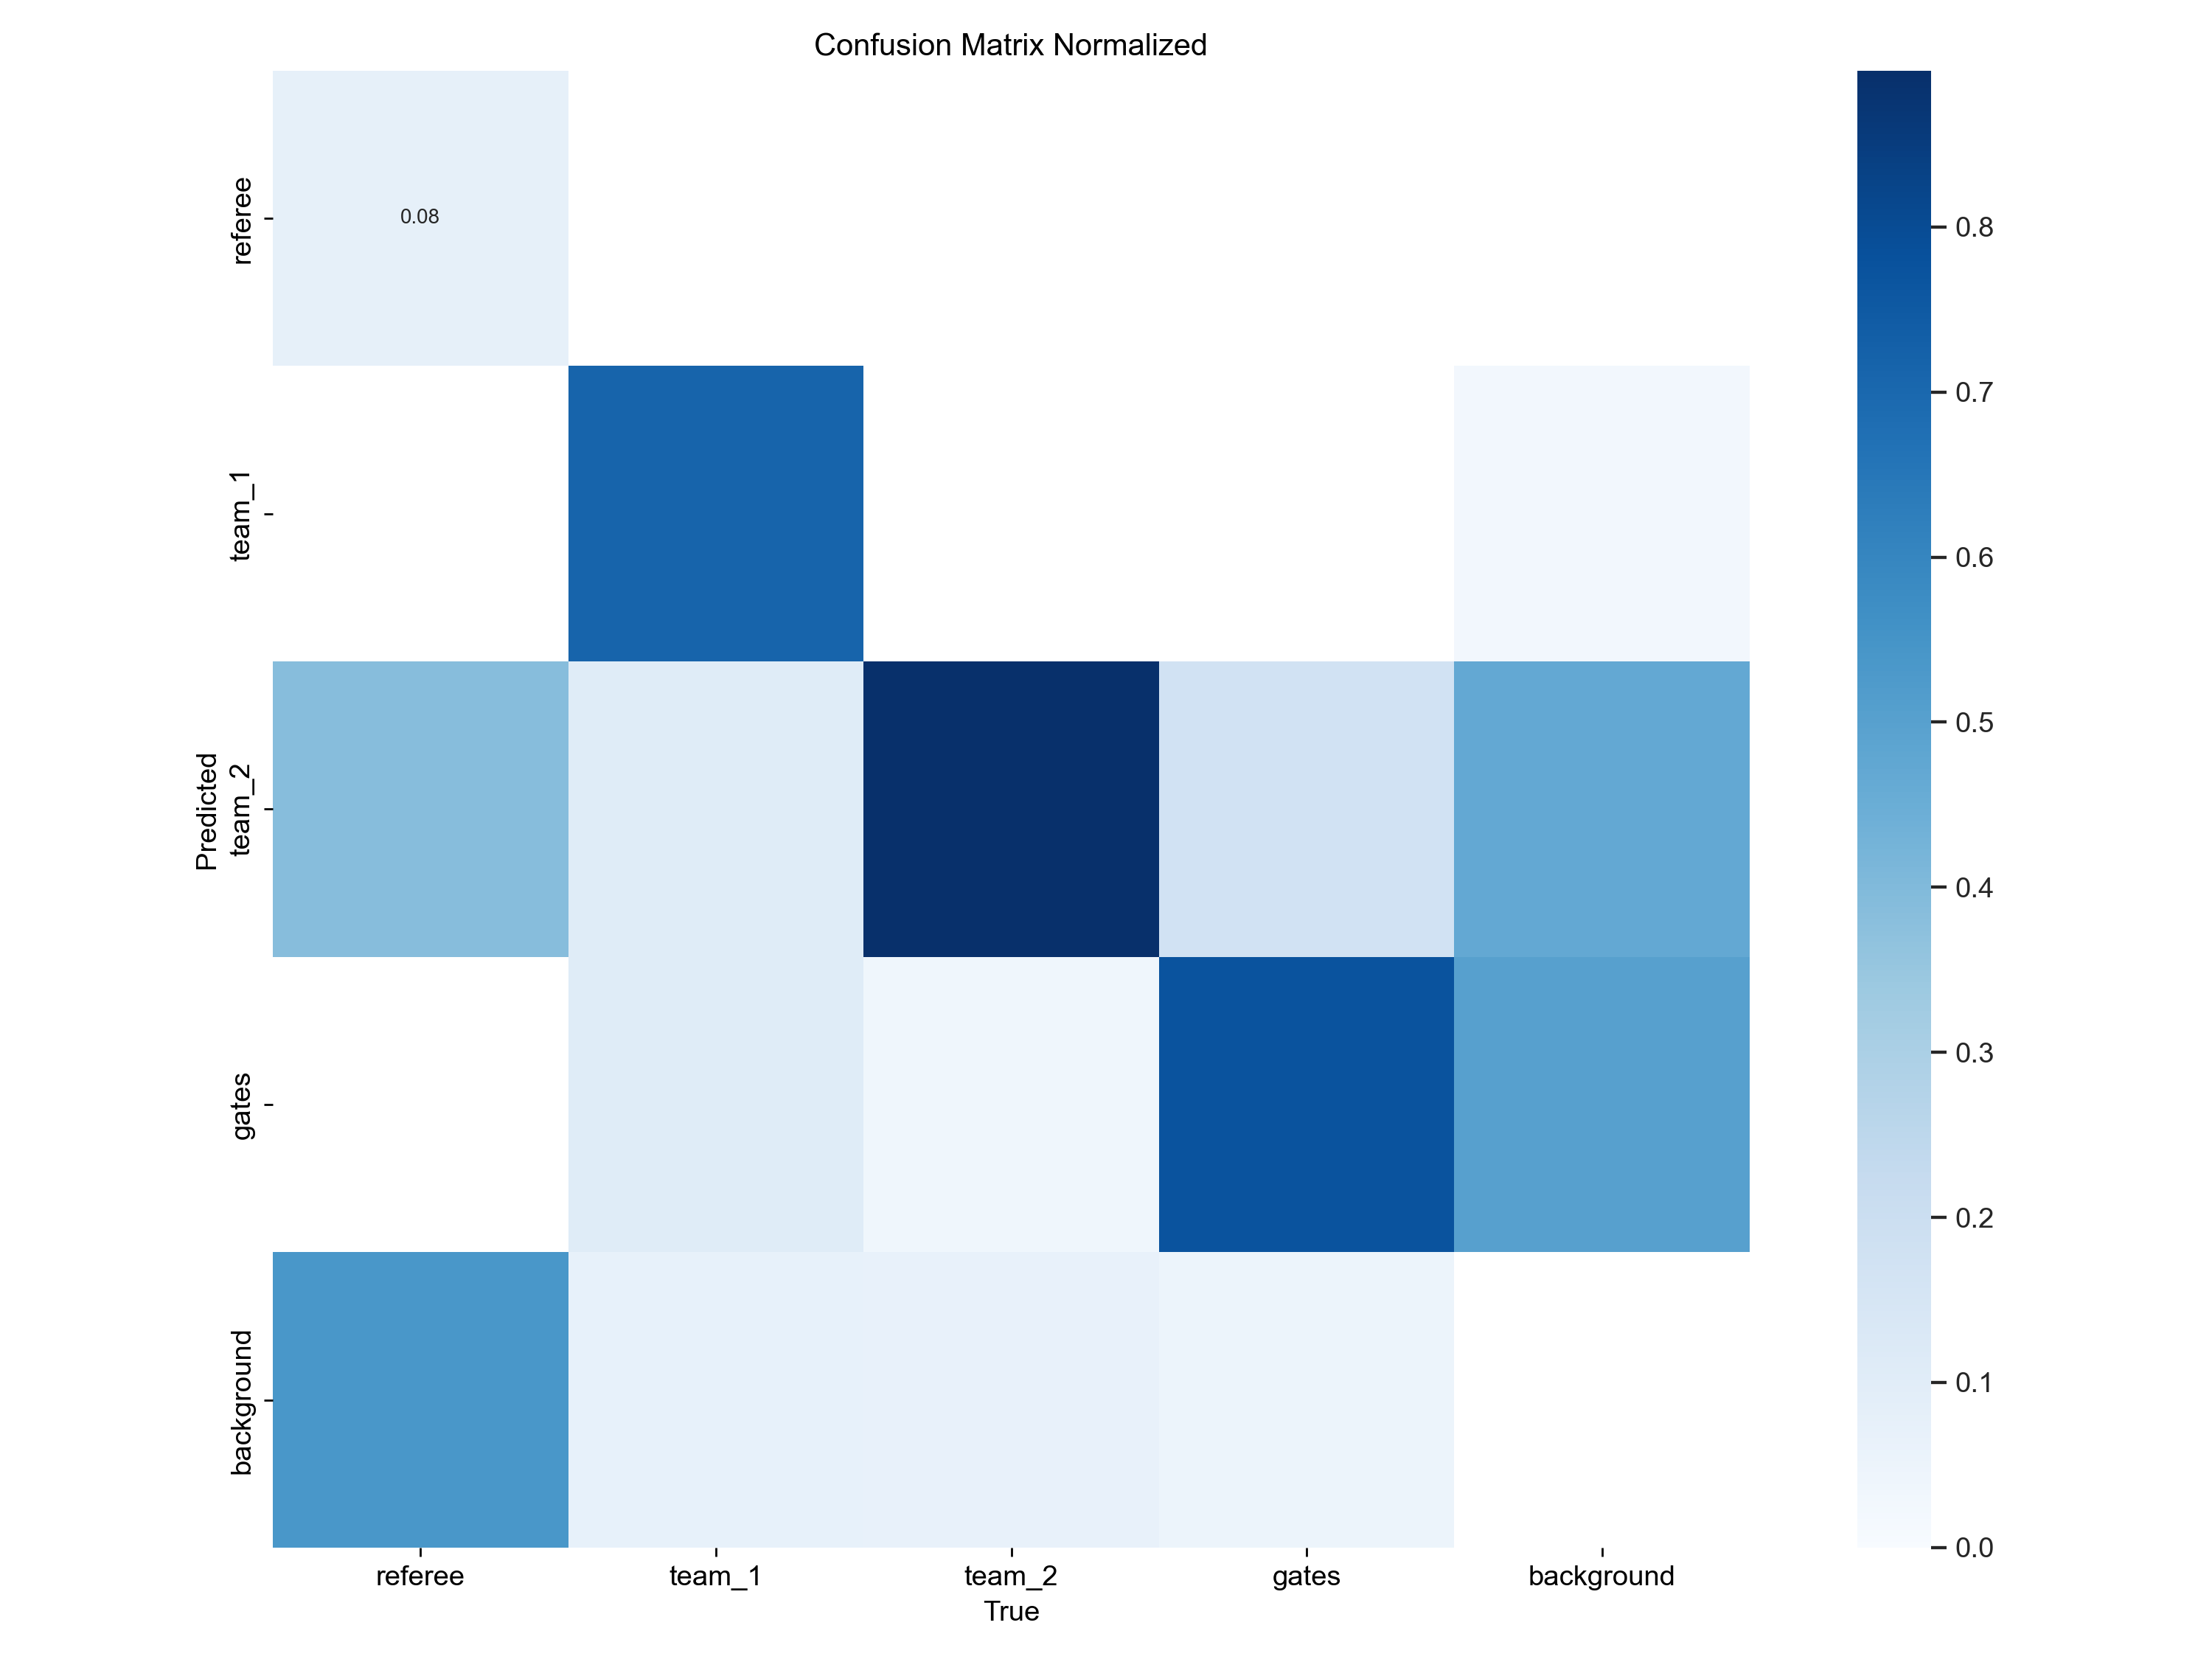 Confusion Matrix Normalized
referee
0.08
team_1
Predicted
team_2
gates
background
referee
team_1
team_2
gates
background
True
0.8
0.7
0.6
0.5
0.4
0.3
0.2
0.1
0.0